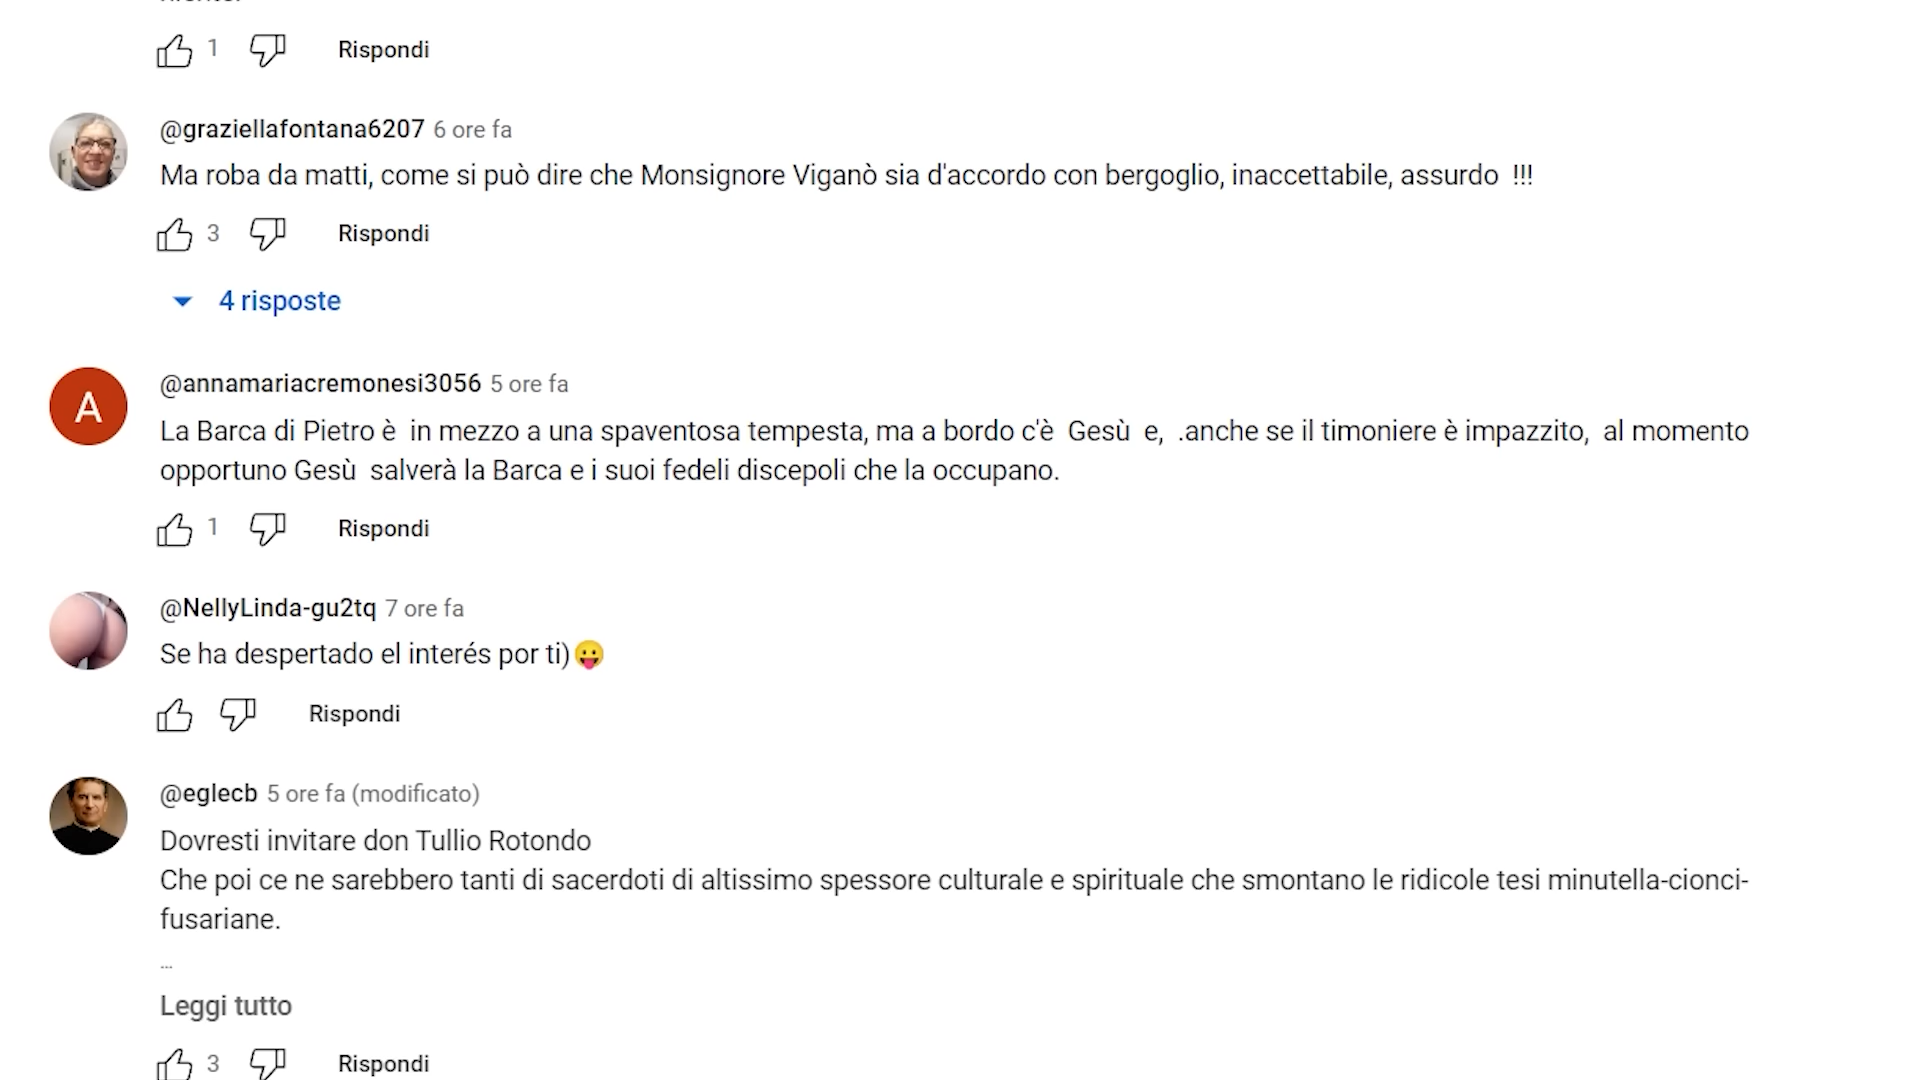 1 Rispondi
@graziellafontana6207 6 ore fa
Ma roba da matti, come si può dire che Monsignore Viganò sia d'accordo con bergoglio, inaccettabile, assurdo !!!
3 Rispondi
4 risposte
A
@annamariacremonesi3056 5 ore fa
La Barca di Pietro è in mezzo a una spaventosa tempesta, ma a bordo c'è Gesù e, .anche se il timoniere è impazzito, al momento
opportuno Gesù salverà la Barca e i suoi fedeli discepoli che la occupano.
1 Rispondi
@NellyLinda-gu2tq 7 ore fa
Se ha despertado el interés por ti)😛
Rispondi
@eglecb 5 ore fa (modificato)
Dovresti invitare don Tullio Rotondo
Che poi ce ne sarebbero tanti di sacerdoti di altissimo spessore culturale e spirituale che smontano le ridicole tesi minutella-cionci-
fusariane.
...
Leggi tutto
3 Rispondi